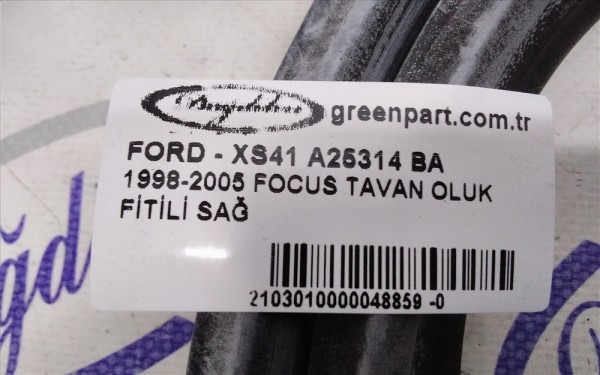 greenpart.com.tr
FORD - XS41 A25314 BA
1998-2005 FOCUS TAVAN OLUK
FİTİLİ SAĞ
2103010000048859 -0